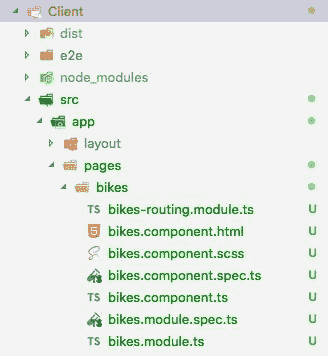 Client
dist
e2e
node_modules
src
app
layout
pages
bikes
TS bikes-routing.module.ts U
bikes.component.html U
bikes.component.scss U
bikes.component.spec.ts U
TS bikes.component.ts U
bikes.module.spec.ts U
TS bikes.module.ts U